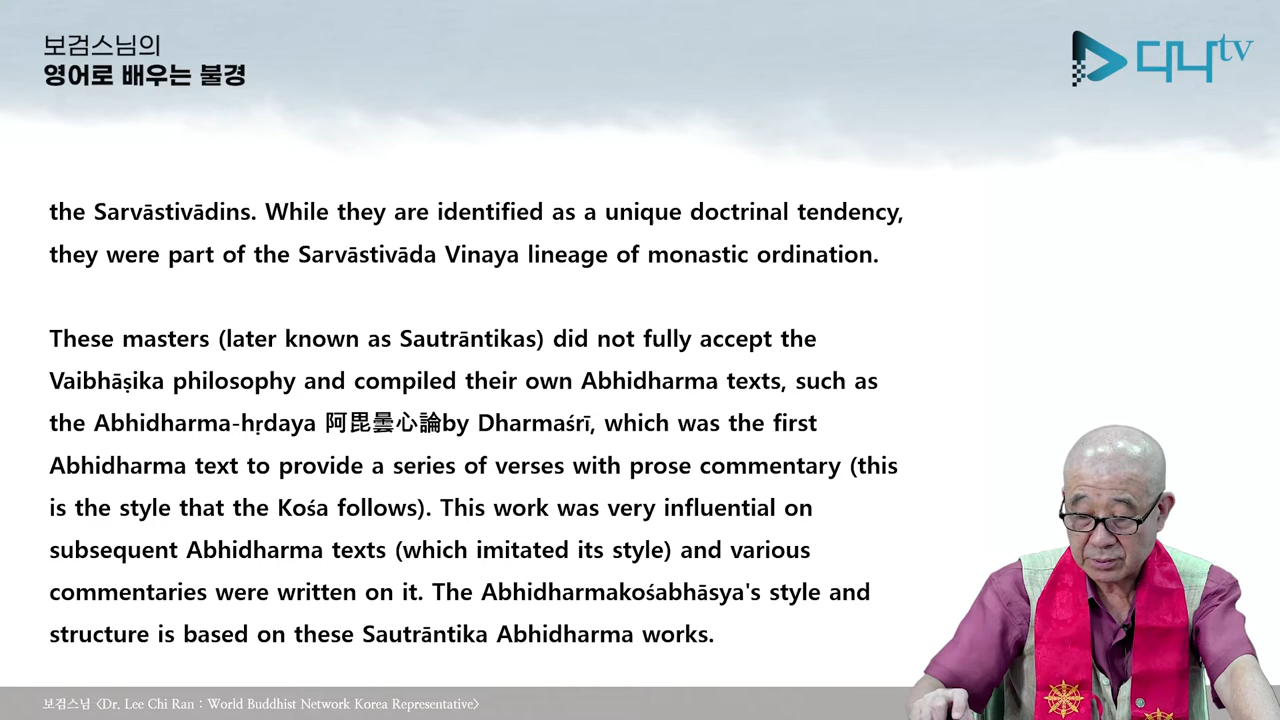 보검스님의
영어로 배우는 불경
다나tv
the Sarvāstivādins. While they are identified as a unique doctrinal tendency,
they were part of the Sarvāstivāda Vinaya lineage of monastic ordination.
These masters (later known as Sautrāntikas) did not fully accept the
Vaibhāṣika philosophy and compiled their own Abhidharma texts, such as
the Abhidharma-hṛdaya 阿毘曇心論by Dharmaśrī, which was the first
Abhidharma text to provide a series of verses with prose commentary (this
is the style that the Kośa follows). This work was very influential on
subsequent Abhidharma texts (which imitated its style) and various
commentaries were written on it. The Abhidharmakośabhāsya's style and
structure is based on these Sautrāntika Abhidharma works.
보검스님 <Dr. Lee Chi Ran : World Buddhist Network Korea Representative>